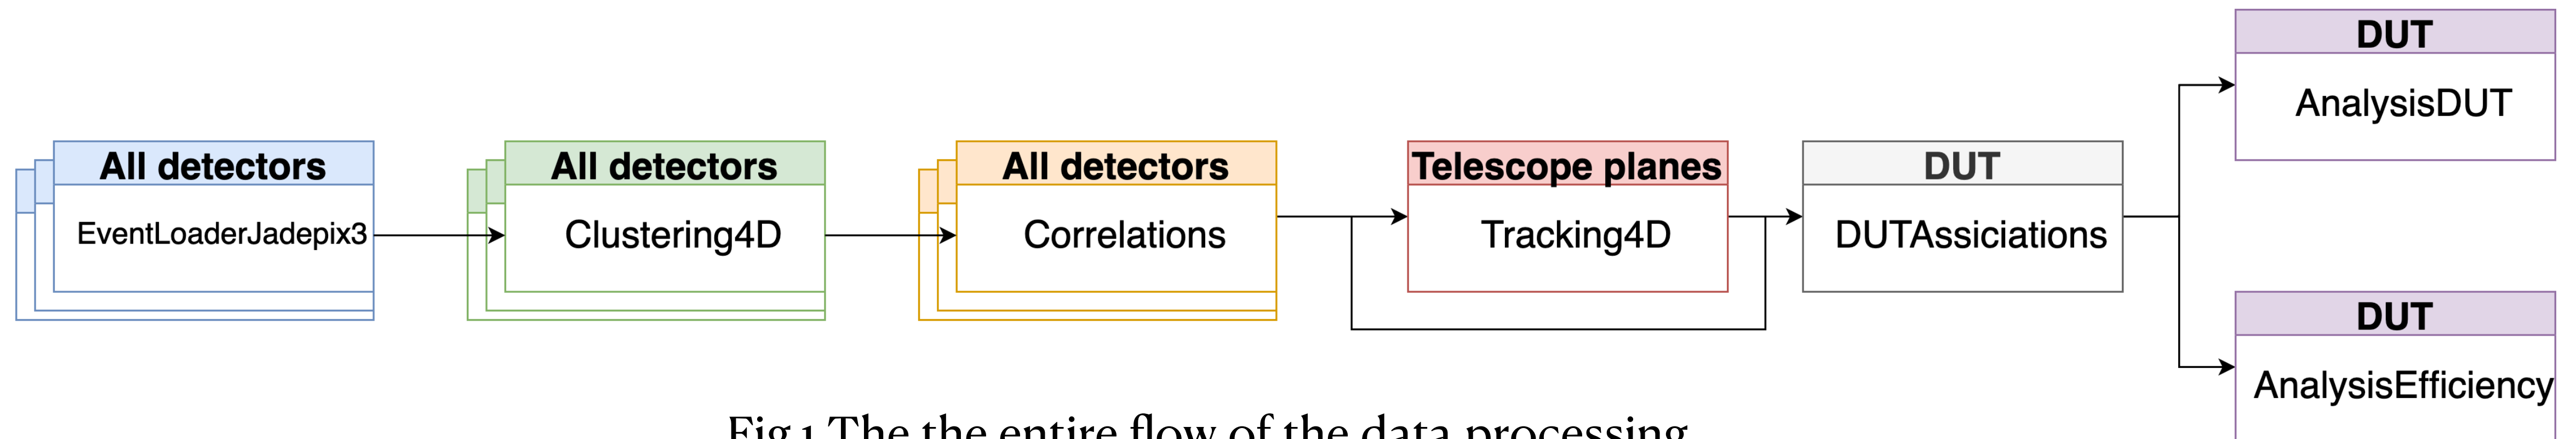 All detectors
EventLoaderJadepix3
All detectors
Clustering4D
All detectors
Correlations
Telescope planes
Tracking4D
DUT
DUTAssiciations
DUT
AnalysisDUT
DUT
AnalysisEfficiency
Fig.1 The the entire flow of the data processing